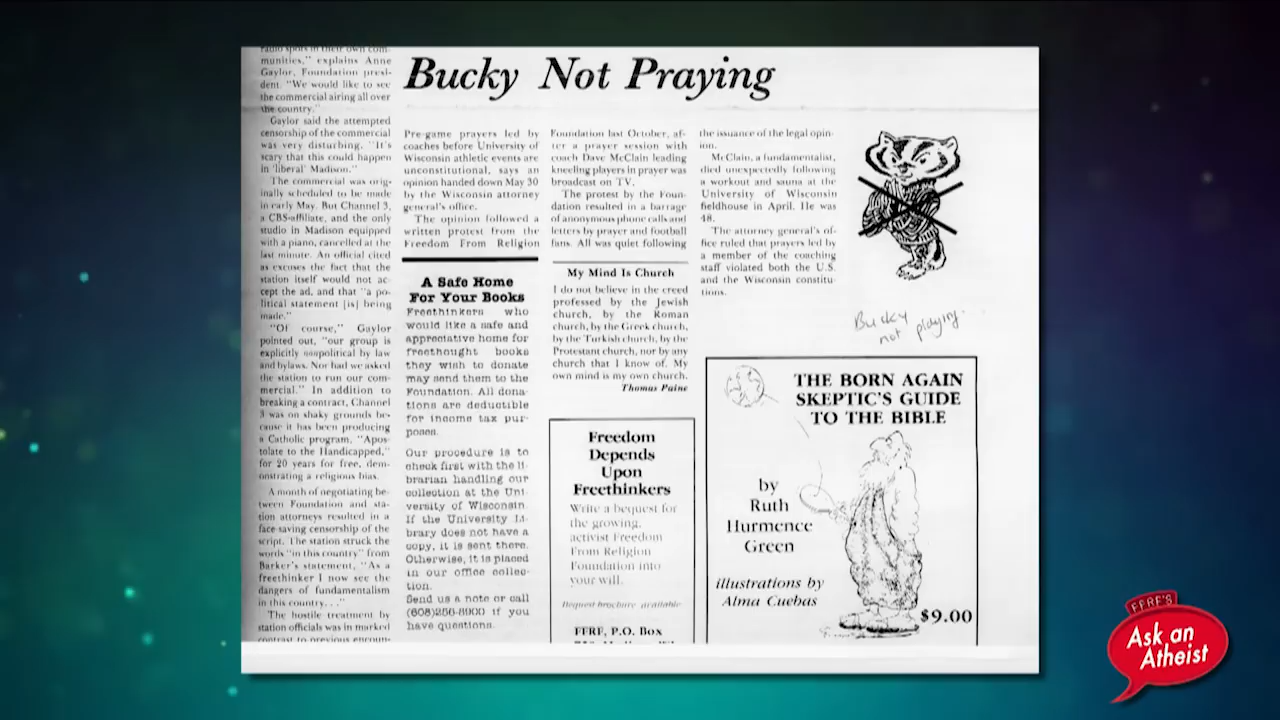 Bucky Not Praying
radio spots in their own com-
munities," explains Anne
Gaylor, Foundation presi-
dent. "We would like to see
the commercial airing all over
the country."
Gaylor said the attempted
censorship of the commercial
was very disturbing. "It's
scary that this could happen
in 'liberal' Madison."
The commercial was orig-
inally scheduled to be made
in early May. But Channel 3,
a CBS-affiliate, and the only
studio in Madison equipped
with a piano, cancelled at the
last minute. An official cited
as excuses the fact that the
station itself would not ac-
cept the ad, and that "a po-
litical statement [is] being
made."
"Of course," Gaylor
pointed out, "our group is
explicitly nonpolitical by law
and bylaws. Nor had we asked
the station to run our com-
mercial." In addition to
breaking a contract, Channel
3 was on shaky grounds be-
cause it has been producing
a Catholic program, "Apos-
tolate to the Handicapped,"
for 20 years for free, dem-
onstrating a religious bias.
A month of negotiating be-
tween Foundation and sta-
tion attorneys resulted in a
face-saving censorship of the
script. The station struck the
words "in this country" from
Barker's statement, "As a
freethinker I now see the
dangers of fundamentalism
in this country. . ."
The hostile treatment by
station officials was in marked
contrast to previous encoun-
Pre-game prayers led by
coaches before University of
Wisconsin athletic events are
unconstitutional, says an
opinion handed down May 30
by the Wisconsin attorney
general's office.
The opinion followed a
written protest from the
Freedom From Religion
Foundation last October, af-
ter a prayer session with
coach Dave McClain leading
kneeling players in prayer was
broadcast on TV.
The protest by the Foun-
dation resulted in a barrage
of anonymous phone calls and
letters by prayer and football
fans. All was quiet following
the issuance of the legal opin-
ion.
McClain, a fundamentalist,
died unexpectedly following
a workout and sauna at the
University of Wisconsin
fieldhouse in April. He was
48.
The attorney general's of-
fice ruled that prayers led by
a member of the coaching
staff violated both the U.S.
and the Wisconsin constitu-
tions.
Bucky
not playing
A Safe Home
For Your Books
Freethinkers who
would like a safe and
appreciative home for
freethought books
they wish to donate
may send them to the
Foundation. All dona-
tions are deductible
for income tax pur-
poses.
Our procedure is to
check first with the li-
brarian handling our
collection at the Uni-
versity of Wisconsin.
If the University li-
brary does not have a
copy, it is sent there.
Otherwise, it is placed
in our office collec-
tion.
Send us a note or call
(608)256-8900 if you
have questions.
My Mind Is Church
I do not believe in the creed
professed by the Jewish
church, by the Roman
church, by the Greek church,
by the Turkish church, by the
Protestant church, nor by any
church that I know of. My
own mind is my own church.
Thomas Paine
Freedom
Depends
Upon
Freethinkers
Write a bequest for
the growing,
activist Freedom
From Religion
Foundation into
your will.
Request brochure available
FFRF, P.O. Box
THE BORN AGAIN
SKEPTIC'S GUIDE
TO THE BIBLE
by
Ruth
Hurmence
Green
illustrations by
Alma Cuebas
$9.00
FFRF'S
Ask an
Atheist